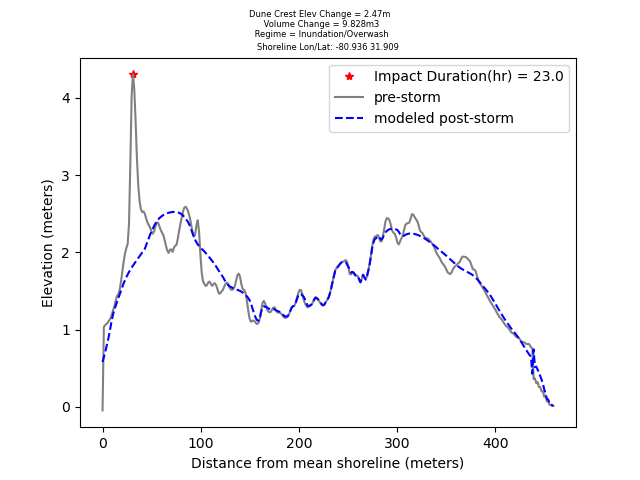 Dune Crest Elev Change = 2.47m
Volume Change = 9.828m3
Regime = Inundation/Overwash
Shoreline Lon/Lat: -80.936 31.909
Impact Duration(hr) = 23.0
pre-storm
modeled post-storm
Elevation (meters)
4
3
2
1
0
0 100 200 300 400
Distance from mean shoreline (meters)